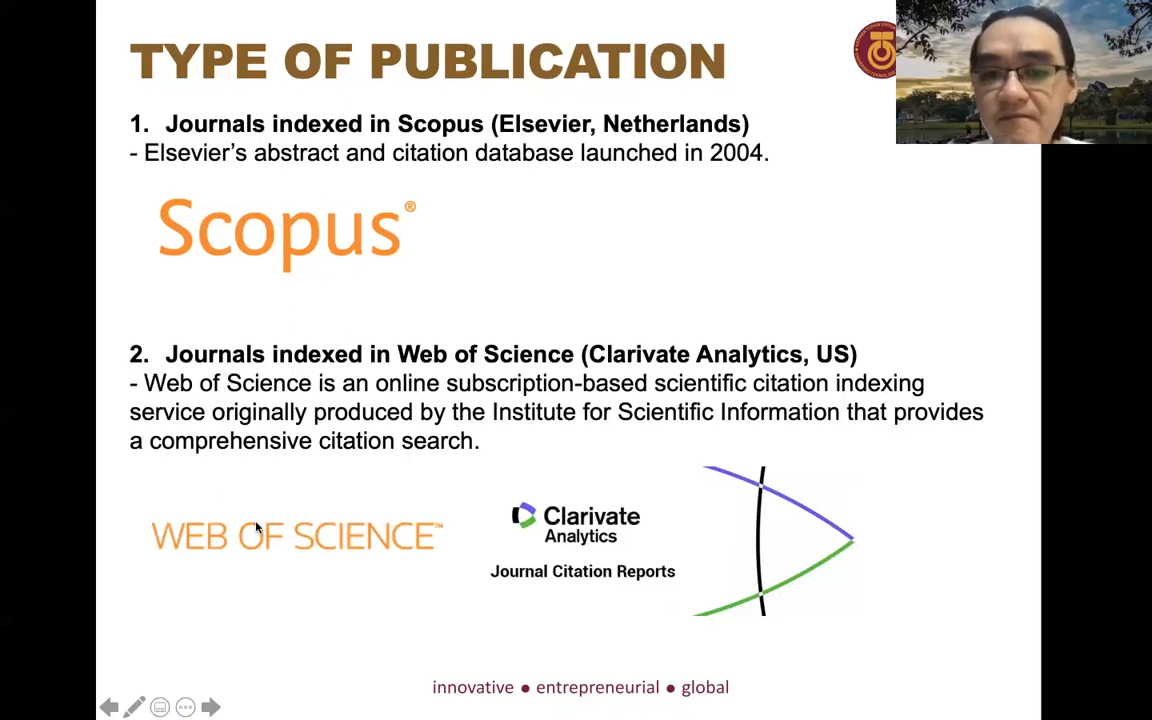 TYPE OF PUBLICATION
1. Journals indexed in Scopus (Elsevier, Netherlands)
- Elsevier’s abstract and citation database launched in 2004.
Scopus®
2. Journals indexed in Web of Science (Clarivate Analytics, US)
- Web of Science is an online subscription-based scientific citation indexing
service originally produced by the Institute for Scientific Information that provides
a comprehensive citation search.
WEB OF SCIENCE™
Clarivate
Analytics
Journal Citation Reports
innovative ● entrepreneurial ● global